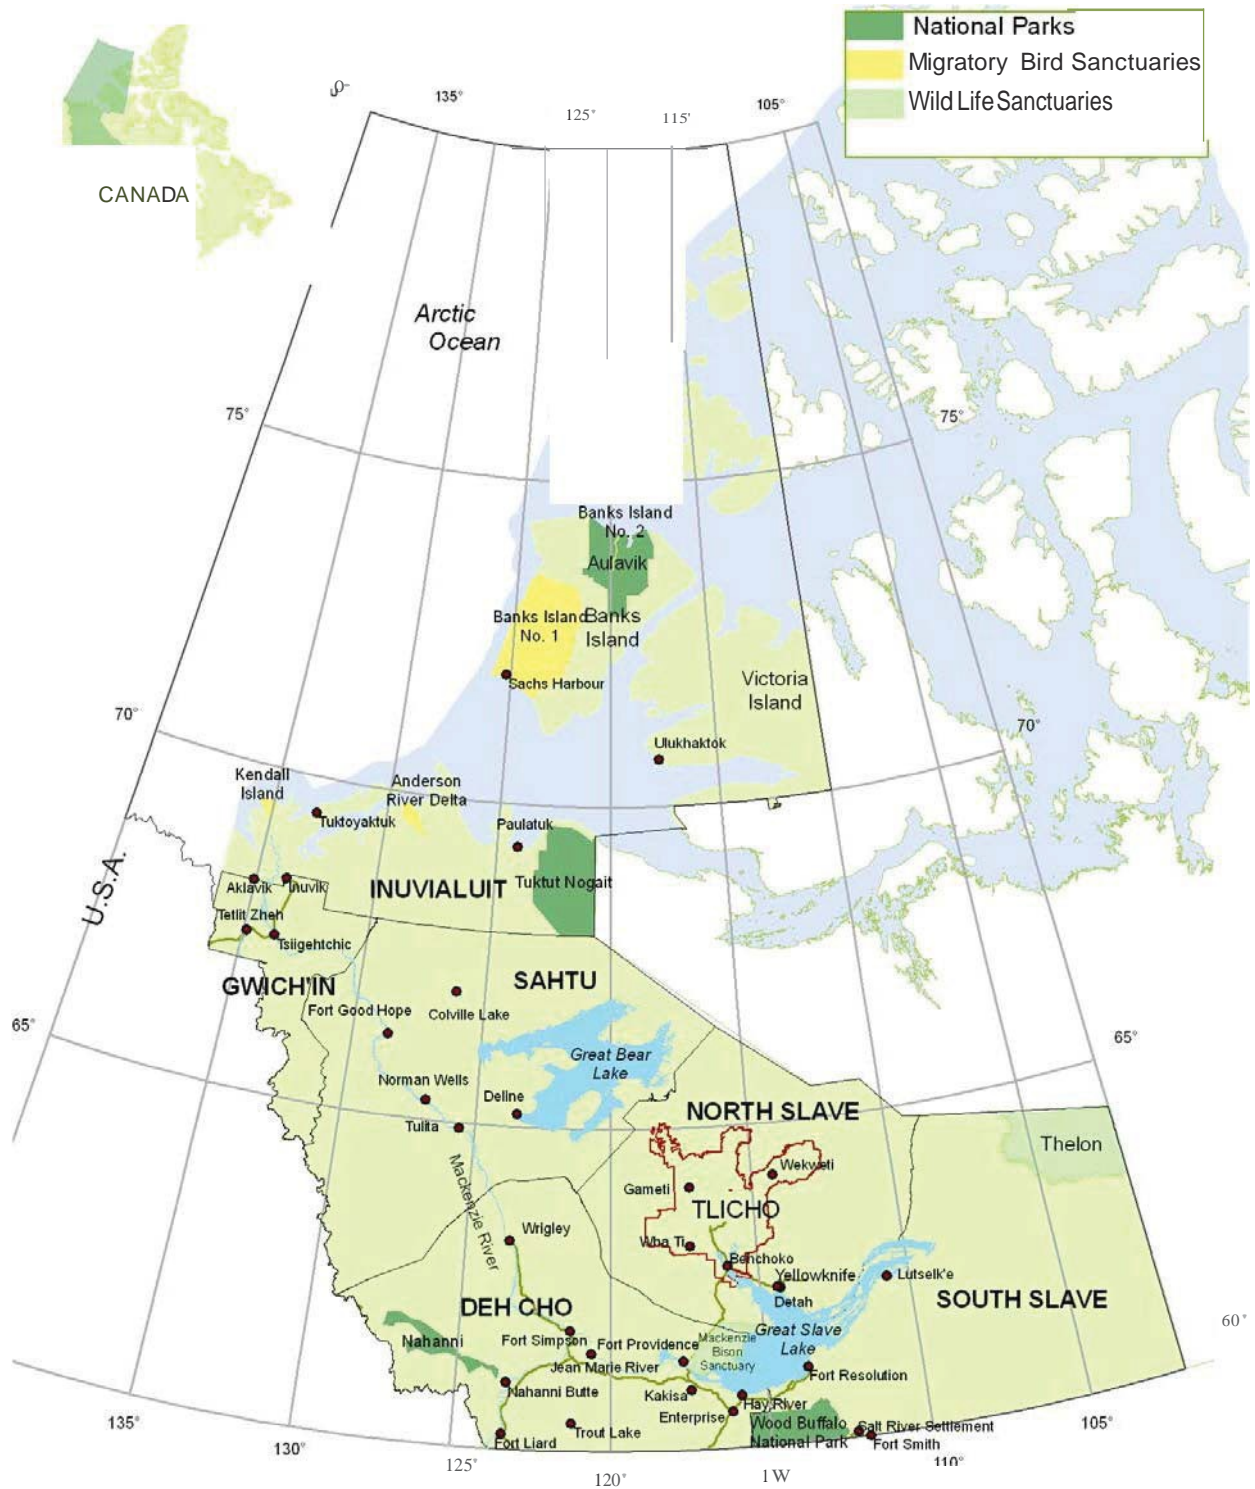 National Parks
Migratory Bird Sanctuaries
Wild Life Sanctuaries
CANADA
135°
125°
115'
105°
Arctic
Ocean
75°
75°
Banks Island
No. 2
Aulavik
Banks Island
No. 1
Banks
Island
Sachs Harbour
Victoria
Island
70°
70°
Ulukhaktok
Kendall
Island
Anderson
River Delta
Tuktoyaktuk
Paulatuk
U.S.A.
Aklavik
Inuvik
INUVIALUIT
Tuktut Nogait
Tetlit Zheh
Tsiigehtchic
GWICH'IN
SAHTU
Fort Good Hope
Colville Lake
65°
65°
Great Bear
Lake
Norman Wells
Deline
Tulita
NORTH SLAVE
Thelon
Mackenzie River
Wekweti
Gameti
TLICHO
Wrigley
Wha Ti
Benchoko
Yellowknife
Detah
Lutselk'e
DEH CHO
SOUTH SLAVE
60°
Nahanni
Fort Simpson
Fort Providence
Mackenzie
Bison
Sanctuary
Great Slave
Lake
Jean Marie River
Fort Resolution
Nahanni Butte
Kakisa
Hay River
Enterprise
Wood Buffalo
National Park
Salt River Settlement
Fort Smith
Trout Lake
Fort Liard
135°
130°
125°
120°
1W
110°
105°